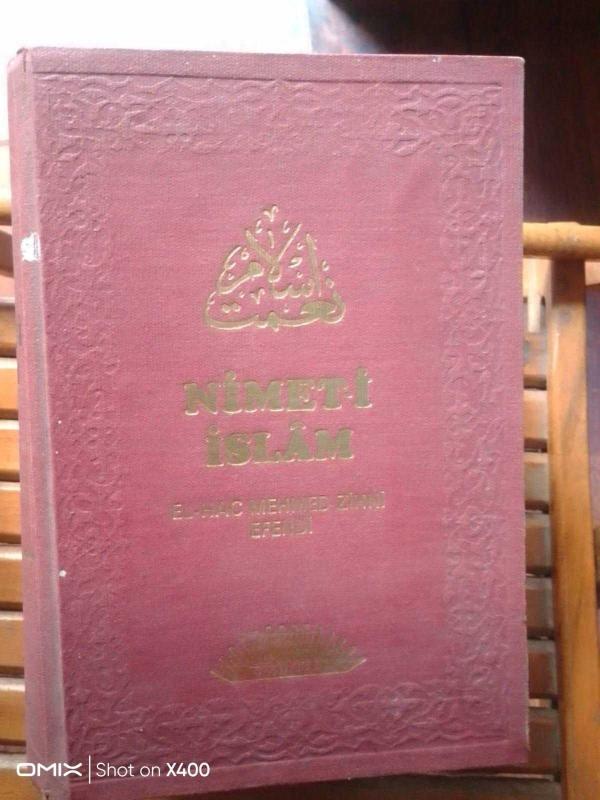 نعمت اسلام
NİMET-İ
İSLÂM
EL-HAC MEHMED ZİHNİ
EFENDİ
OMIX | Shot on X400